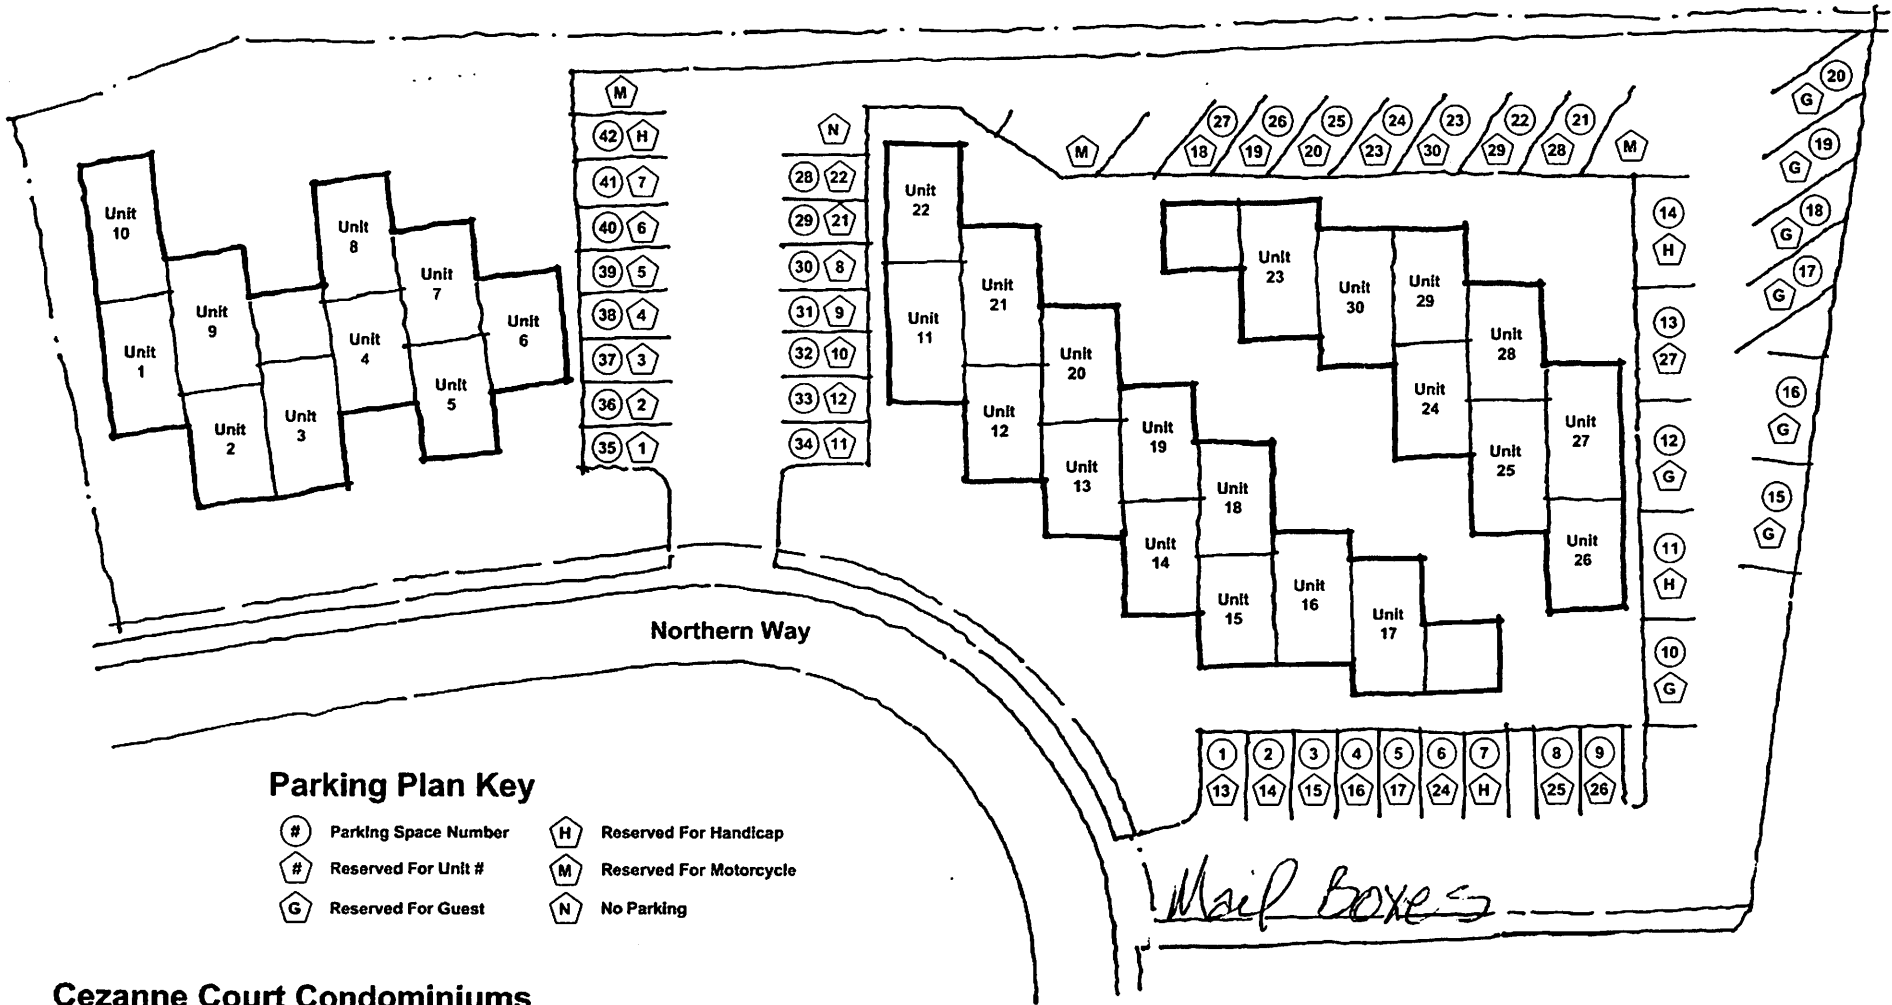 M
42 H
41 7
40 6
39 5
38 4
37 3
36 2
35 1
N
28 22
29 21
30 8
31 9
32 10
33 12
34 11
M
27 26 25 24 23 22 21
18 19 20 23 30 29 28
M
20
G
19
G
18
G
17
G
16
G
15
G
14
H
13
27
12
G
11
H
10
G
Unit
10
Unit
9
Unit
1
Unit
2
Unit
3
Unit
8
Unit
4
Unit
7
Unit
5
Unit
6
Unit
22
Unit
11
Unit
21
Unit
12
Unit
20
Unit
13
Unit
19
Unit
14
Unit
18
Unit
15
Unit
16
Unit
17
Unit
23
Unit
30
Unit
29
Unit
24
Unit
28
Unit
25
Unit
27
Unit
26
Northern Way
1 2 3 4 5 6 7 8 9
13 14 15 16 17 24 H 25 26
Mail Boxes
Parking Plan Key
# Parking Space Number
# Reserved For Unit #
G Reserved For Guest
H Reserved For Handicap
M Reserved For Motorcycle
N No Parking
Cezanne Court Condominiums